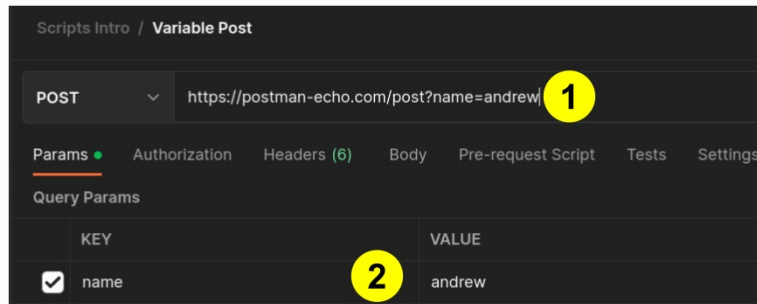 Scripts Intro / Variable Post
POST https://postman-echo.com/post?name=andrew 1
Params Authorization Headers (6) Body Pre-request Script Tests Settings
Query Params
KEY VALUE
name 2 andrew